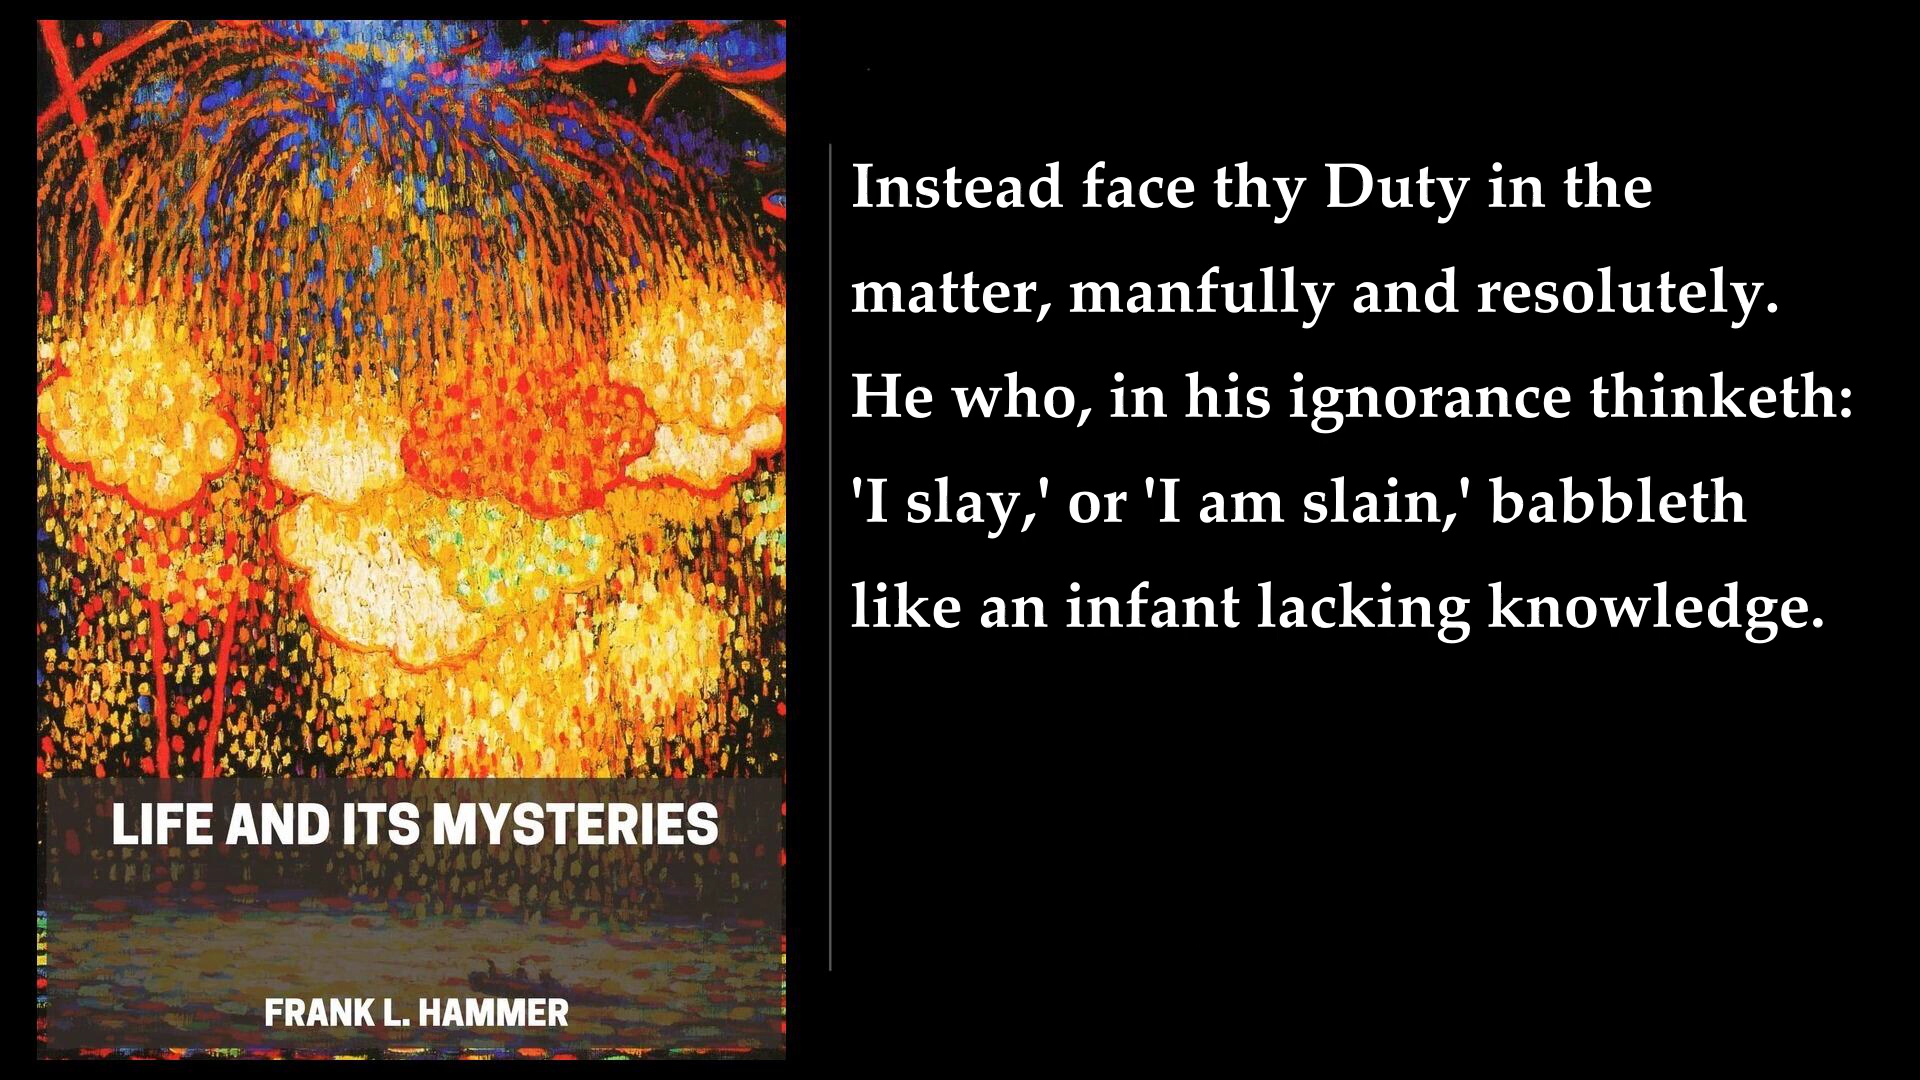 LIFE AND ITS MYSTERIES
FRANK L. HAMMER
Instead face thy Duty in the
matter, manfully and resolutely.
He who, in his ignorance thinketh:
'I slay,' or 'I am slain,' babbleth
like an infant lacking knowledge.